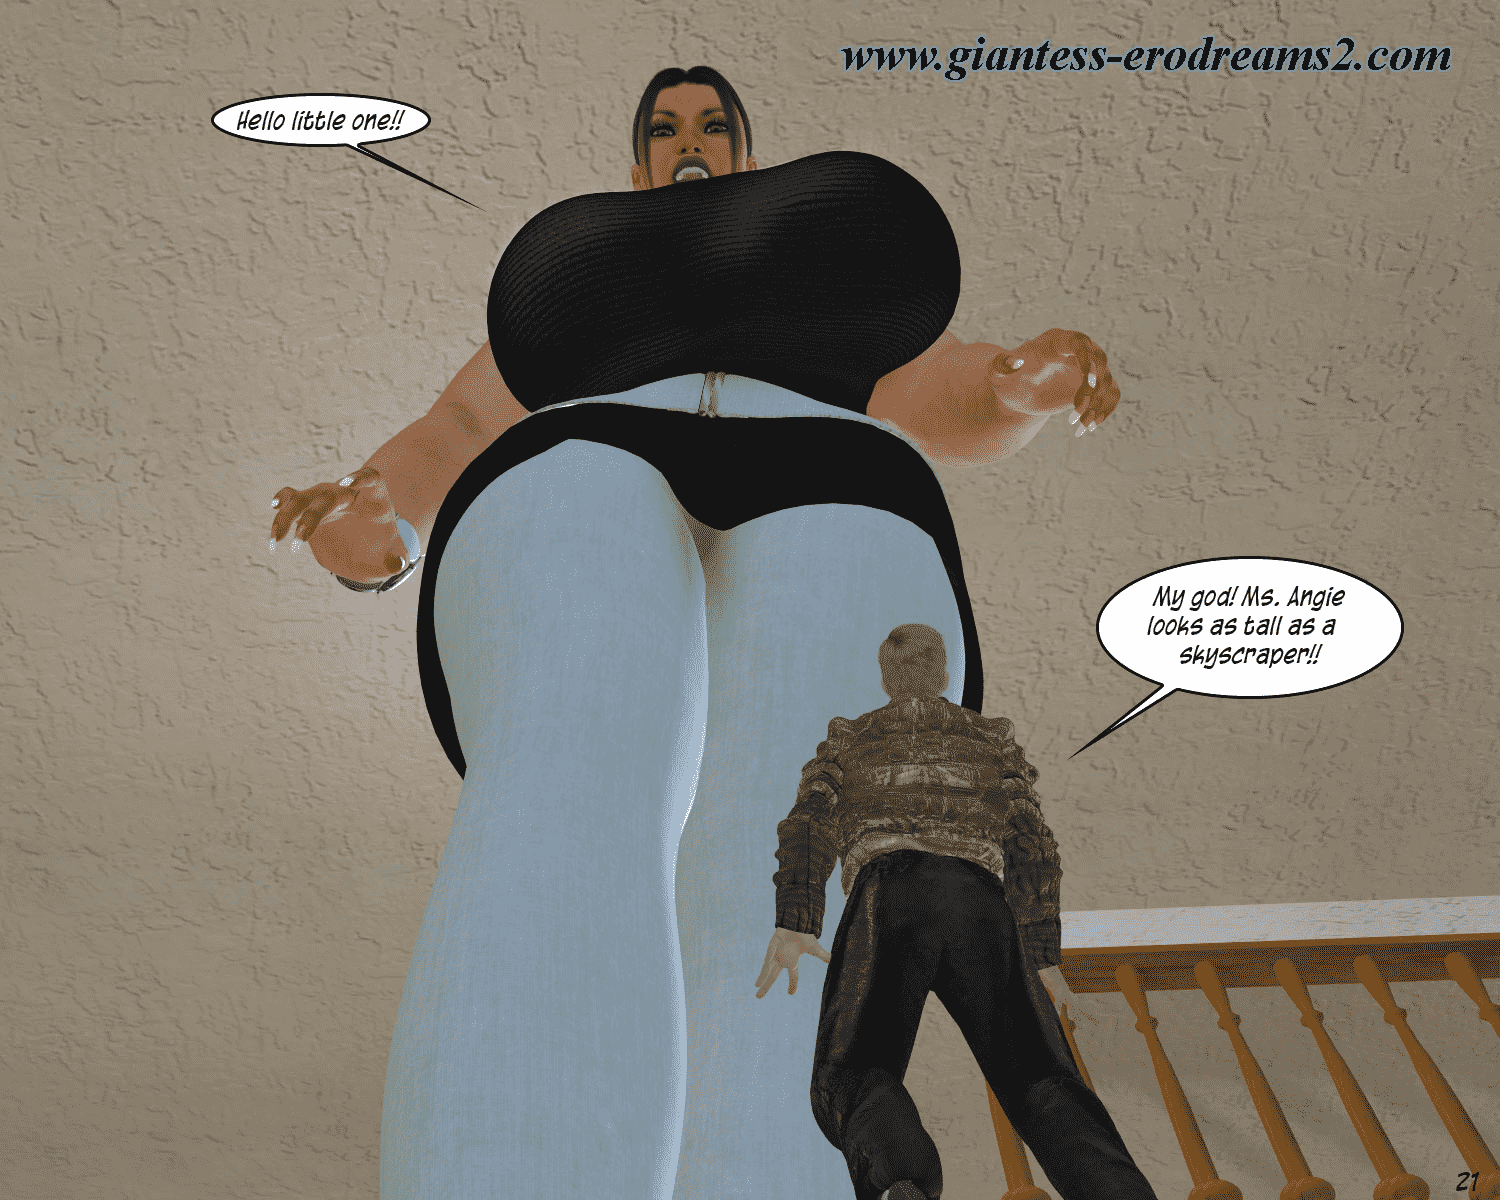 www.giantess-erodreams2.com
Hello little one!!
My god! Ms. Angie
looks as tall as a
skyscraper!!
21